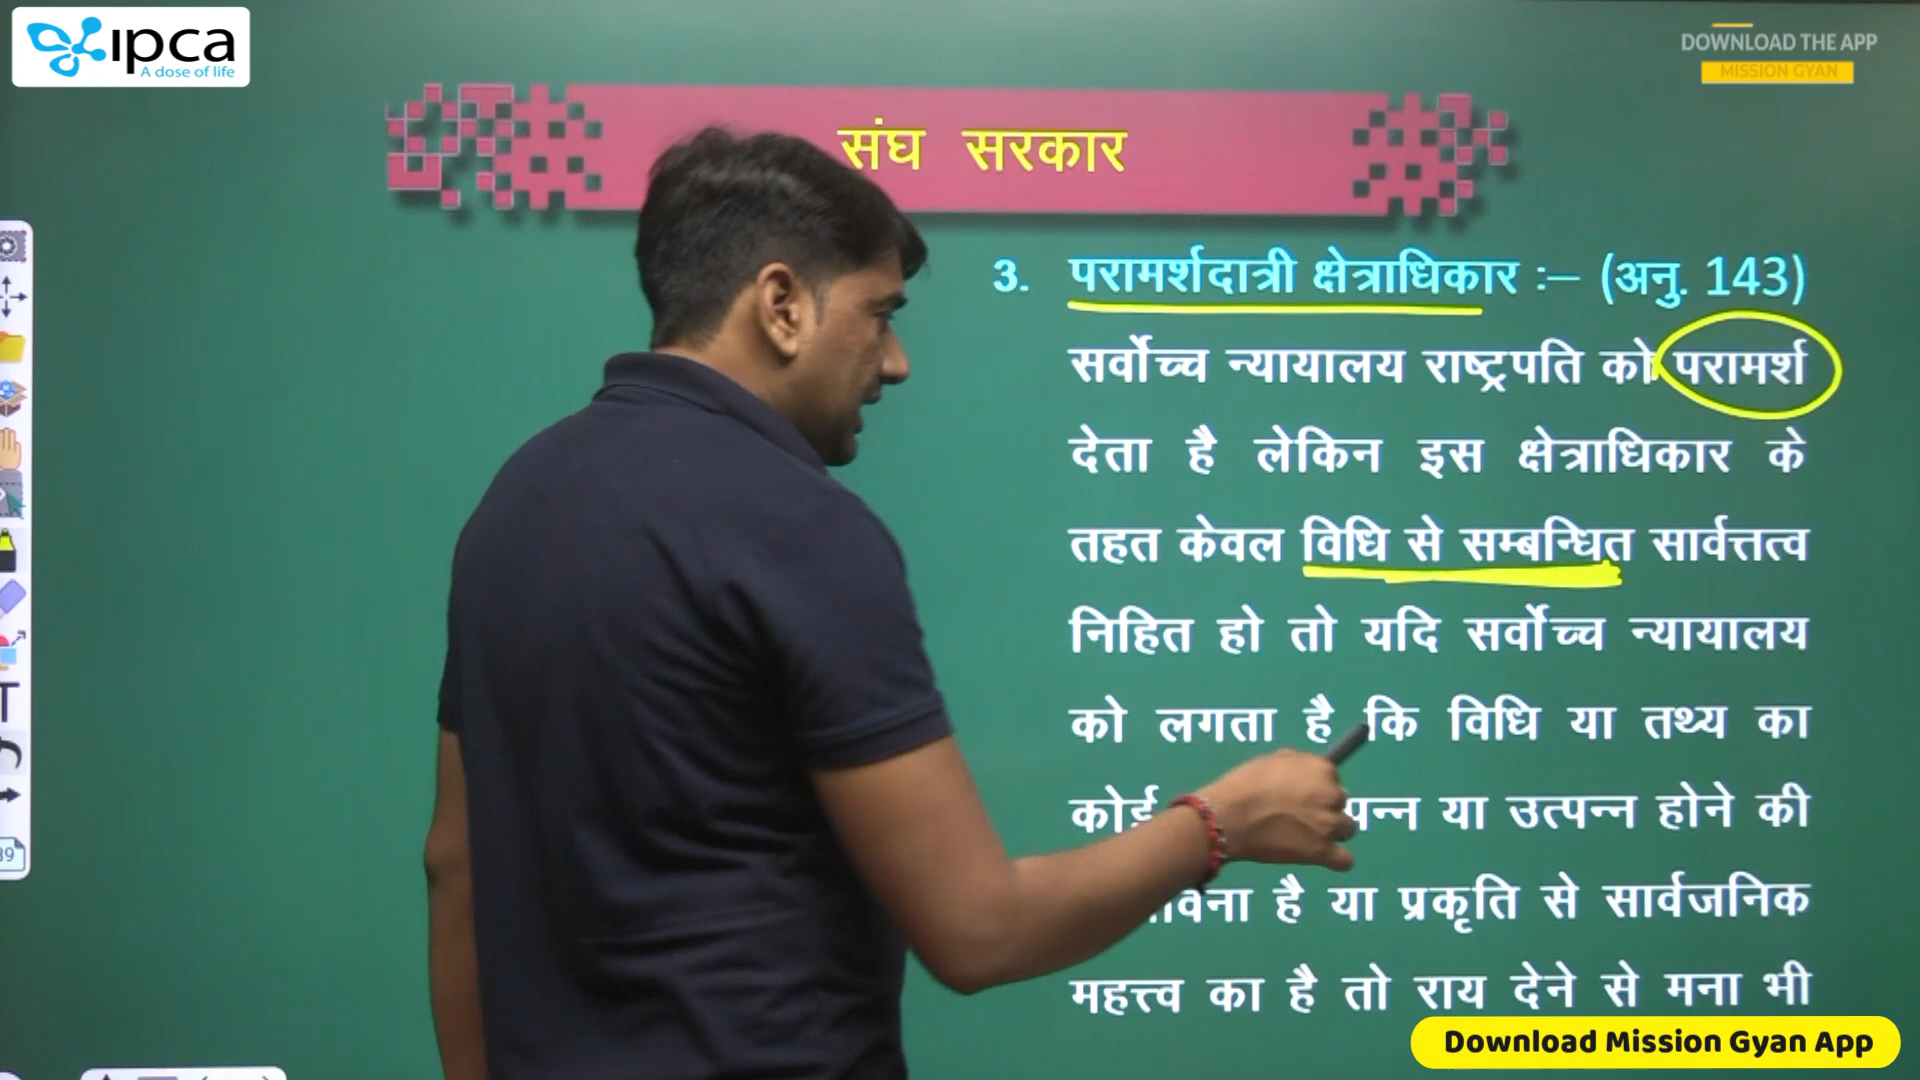 ipca
A dose of life
DOWNLOAD THE APP
MISSION GYAN
संघ सरकार
3. परामर्शदात्री क्षेत्राधिकार :– (अनु. 143)
सर्वोच्च न्यायालय राष्ट्रपति को परामर्श
देता है लेकिन इस क्षेत्राधिकार के
तहत केवल विधि से सम्बन्धित सार्वत्तत्व
निहित हो तो यदि सर्वोच्च न्यायालय
को लगता है कि विधि या तथ्य का
या उत्पन्न होने की
है या प्रकृति से सार्वजनिक
महत्त्व का है तो राय देने से मना भी
Download Mission Gyan App